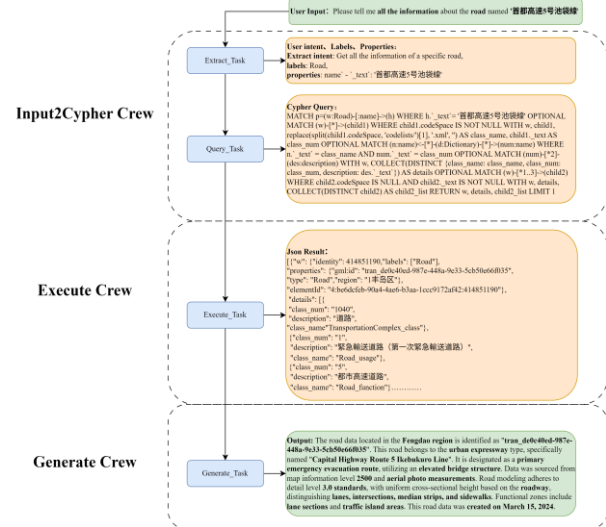 User Input：Please tell me all the information about the road named '首都高速5号池袋線'
Extract_Task
User intent、Labels、Properties：
Extract intent: Get all the information of a specific road,
labels: Road,
properties: name` - `_text`: '首都高速5号池袋線'
Input2Cypher Crew
Query_Task
Cypher Query：
MATCH p=(w:Road)-[:name]->(h) WHERE h.`_text`= '首都高速5号池袋線' OPTIONAL
MATCH (w)-[*]->(child1) WHERE child1.codeSpace IS NOT NULL WITH w, child1,
replace(split(child1.codeSpace, 'codelists/')[1], '.xml', '') AS class_name, child1._text AS
class_num OPTIONAL MATCH (n:name)<-[*]-(d:Dictionary)-[*]->(num:name) WHERE
n.`_text` = class_name AND num.`_text` = class_num OPTIONAL MATCH (num)-[*2]-
(des:description) WITH w, COLLECT(DISTINCT {class_name: class_name, class_num:
class_num, description: des.`_text`}) AS details OPTIONAL MATCH (w)-[*1..3]->(child2)
WHERE child2.codeSpace IS NULL AND child2._text IS NOT NULL WITH w, details,
COLLECT(DISTINCT child2) AS child2_list RETURN w, details, child2_list LIMIT 1
Execute Crew
Execute_Task
Json Result：
[{"w": {"identity": 414851190,"labels": ["Road"],
"properties": {"gml:id": "tran_de0c40ed-987e-448a-9e33-5cb50e66f035",
"type": "Road","region": "1丰岛区"},
"elementId": "4:be6dcfeb-90a4-4ae6-b3aa-1ccc9172af42:414851190"},
"details": [{
"class_num": "1040",
"description": "道路",
"class_name"TransportationComplex_class"},
{"class_num": "1",
"description": "緊急輸送道路（第一次緊急輸送道路）",
"class_name": "Road_usage"},
{"class_num": "5",
"description": "都市高速道路",
"class_name": "Road_function"}…………
Generate Crew
Generate_Task
Output: The road data located in the Fengdao region is identified as "tran_de0c40ed-987e-
448a-9e33-5cb50e66f035". This road belongs to the urban expressway type, specifically
named "Capital Highway Route 5 Ikebukuro Line". It is designated as a primary
emergency evacuation route, utilizing an elevated bridge structure. Data was sourced from
map information level 2500 and aerial photo measurements. Road modeling adheres to
detail level 3.0 standards, with uniform cross-sectional height based on the roadway,
distinguishing lanes, intersections, median strips, and sidewalks. Functional zones include
lane sections and traffic island areas. This road data was created on March 15, 2024.